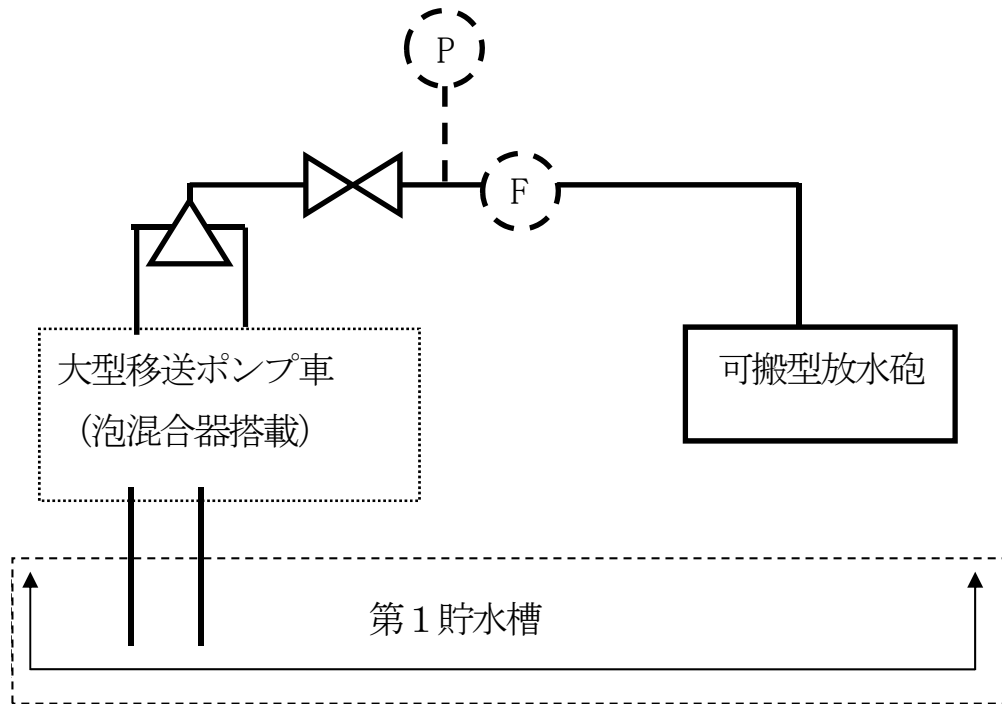 P
F
大型移送ポンプ車
（泡混合器搭載）
可搬型放水砲
第１貯水槽